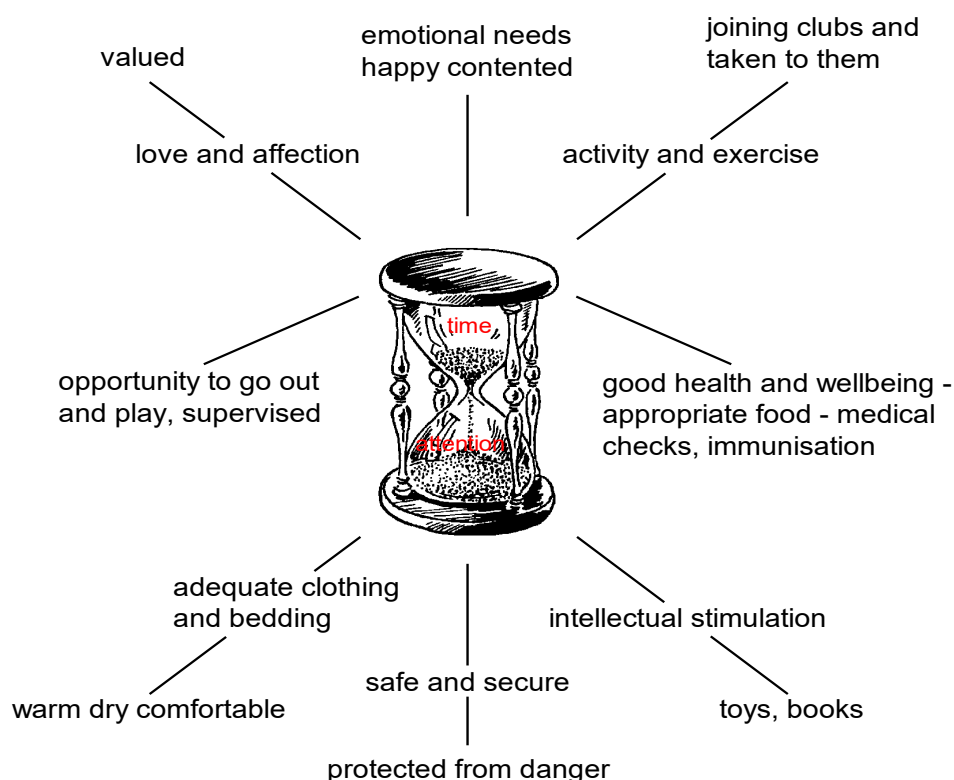 emotional needs
happy contented
joining clubs and
taken to them
valued
love and affection
activity and exercise
time
opportunity to go out
and play, supervised
good health and wellbeing -
appropriate food - medical
checks, immunisation
attention
adequate clothing
and bedding
intellectual stimulation
safe and secure
warm dry comfortable
toys, books
protected from danger